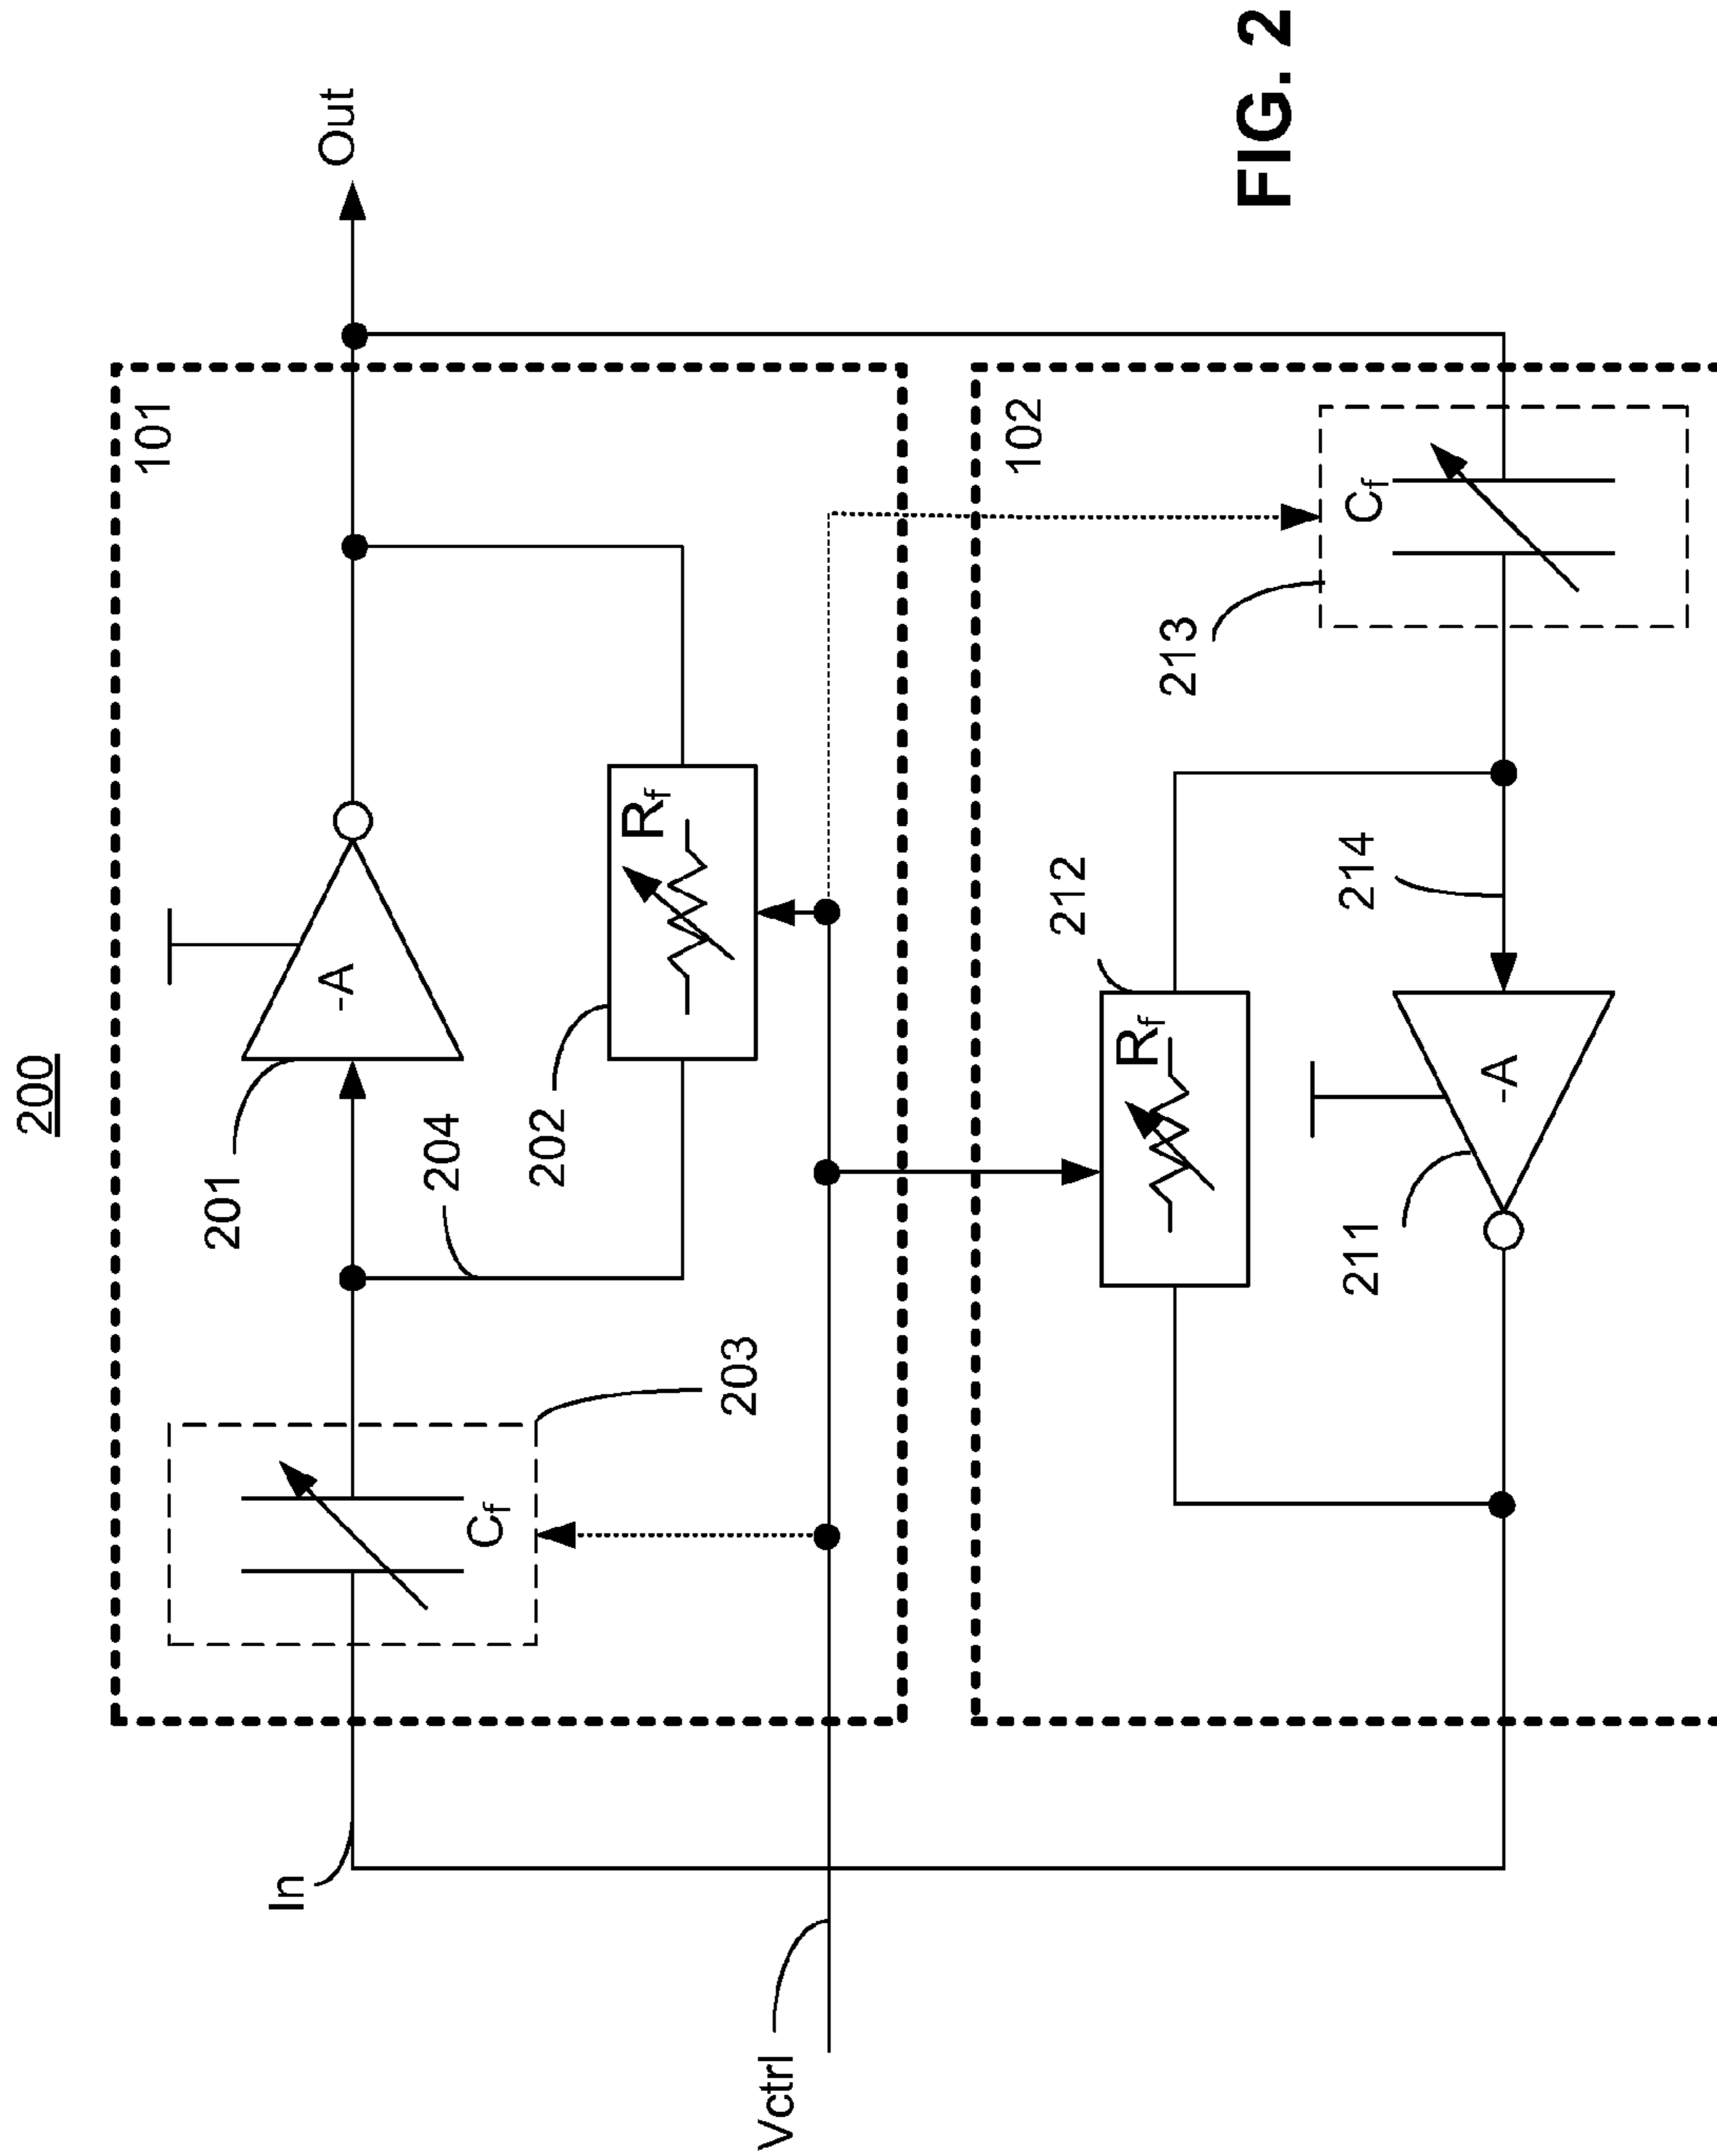 200
101
Out
-A
201
In
Cf
204
202
Rf
203
Vctrl
102
212
Rf
213
Cf
214
-A
211
FIG. 2